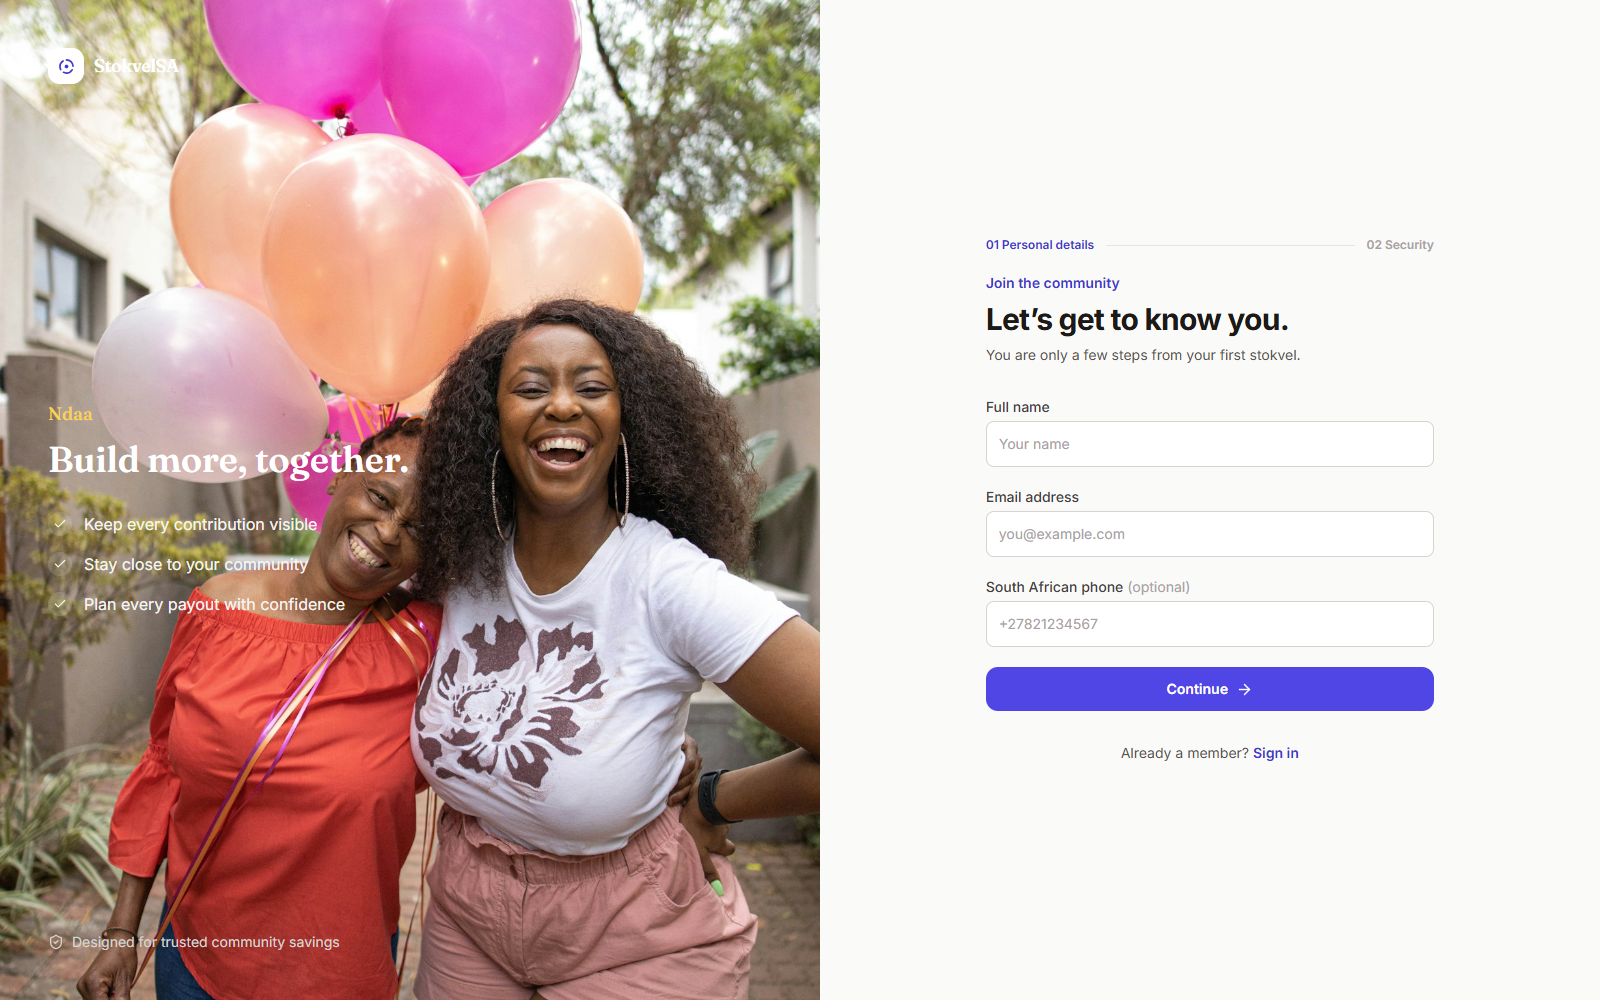 StokvelSA
Ndaa
Build more, together.
Keep every contribution visible
Stay close to your community
Plan every payout with confidence
Designed for trusted community savings
01 Personal details
02 Security
Join the community
Let’s get to know you.
You are only a few steps from your first stokvel.
Full name
Your name
Email address
you@example.com
South African phone (optional)
+27821234567
Continue
Already a member? Sign in